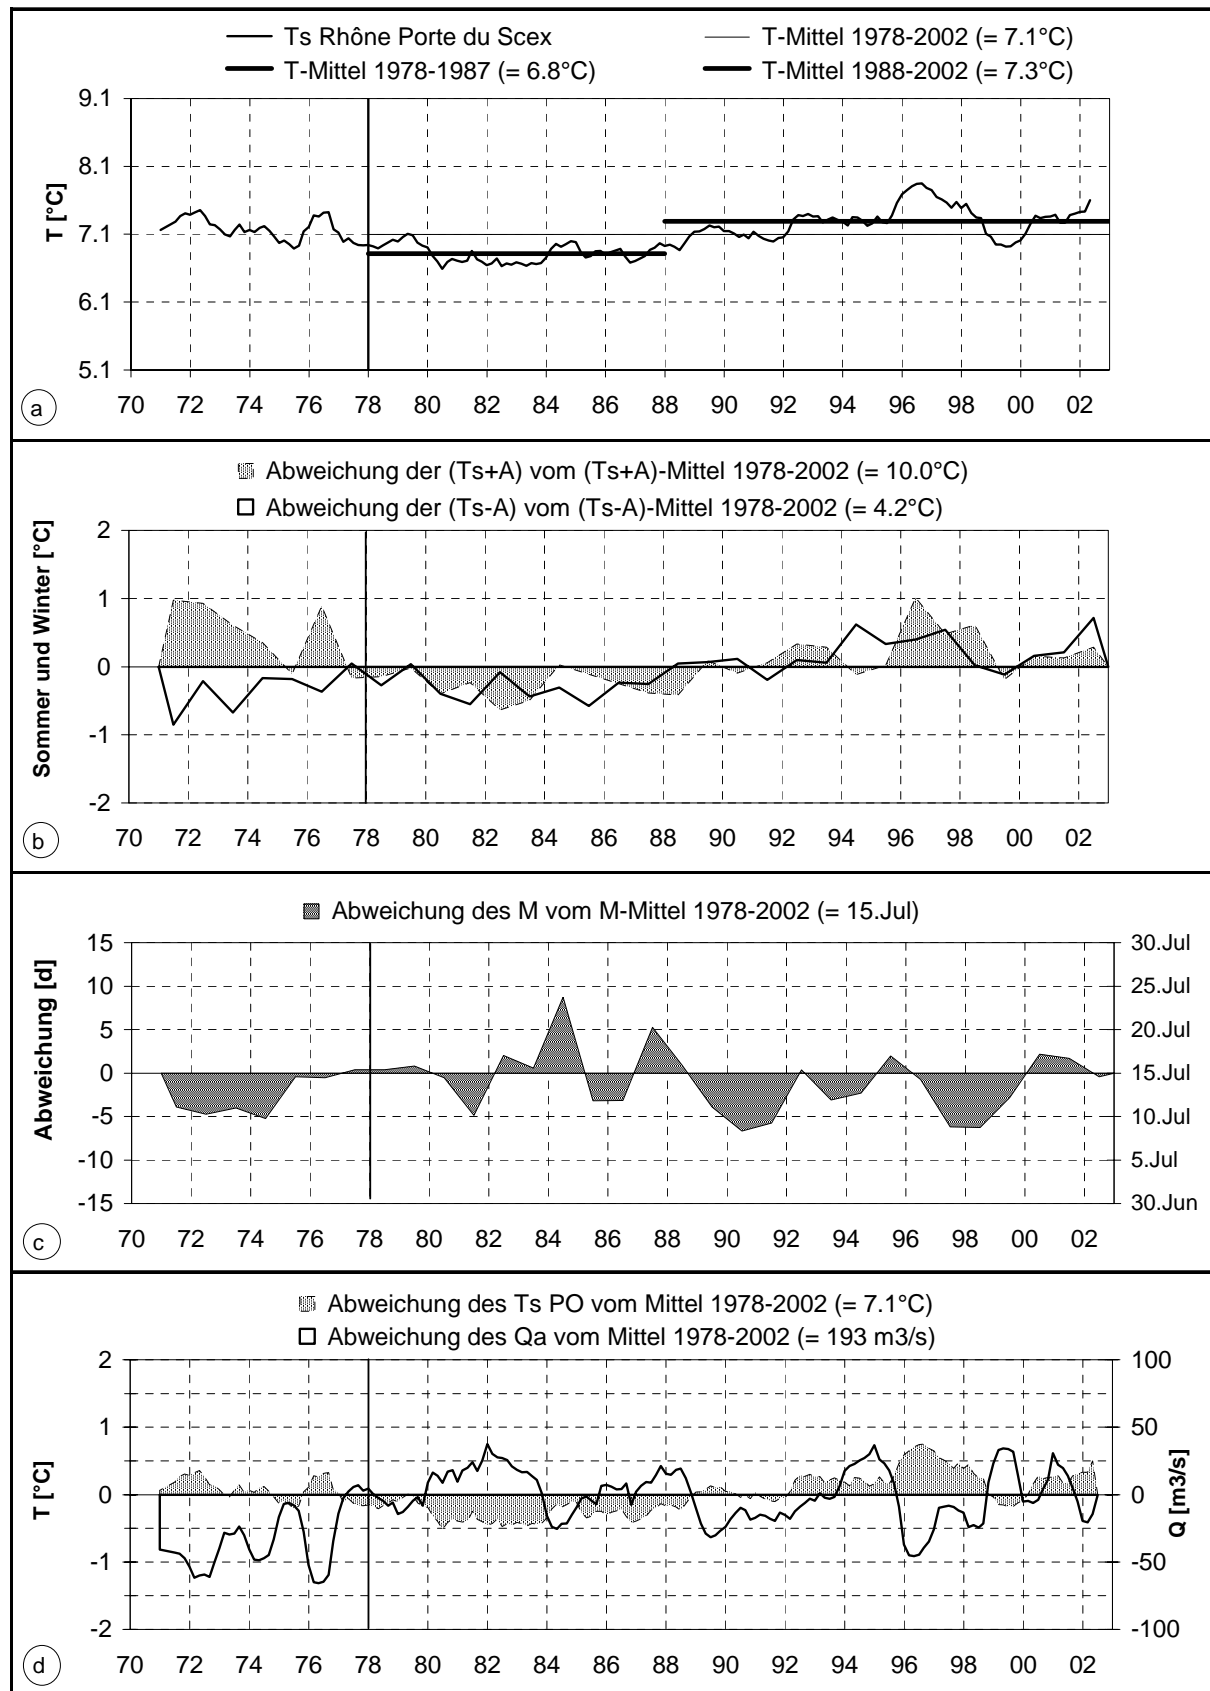 Ts Rhône Porte du Scex T-Mittel 1978-2002 (= 7.1°C)
T-Mittel 1978-1987 (= 6.8°C) T-Mittel 1988-2002 (= 7.3°C)
T [°C]
9.1
8.1
7.1
6.1
5.1
70 72 74 76 78 80 82 84 86 88 90 92 94 96 98 00 02
a
Abweichung der (Ts+A) vom (Ts+A)-Mittel 1978-2002 (= 10.0°C)
Abweichung der (Ts-A) vom (Ts-A)-Mittel 1978-2002 (= 4.2°C)
Sommer und Winter [°C]
2
1
0
-1
-2
70 72 74 76 78 80 82 84 86 88 90 92 94 96 98 00 02
b
Abweichung des M vom M-Mittel 1978-2002 (= 15.Jul)
Abweichung [d]
15 30.Jul
10 25.Jul
5 20.Jul
0 15.Jul
-5 10.Jul
-10 5.Jul
-15 30.Jun
70 72 74 76 78 80 82 84 86 88 90 92 94 96 98 00 02
c
Abweichung des Ts PO vom Mittel 1978-2002 (= 7.1°C)
Abweichung des Qa vom Mittel 1978-2002 (= 193 m3/s)
T [°C]
Q [m3/s]
2 100
1 50
0 0
-1 -50
-2 -100
70 72 74 76 78 80 82 84 86 88 90 92 94 96 98 00 02
d